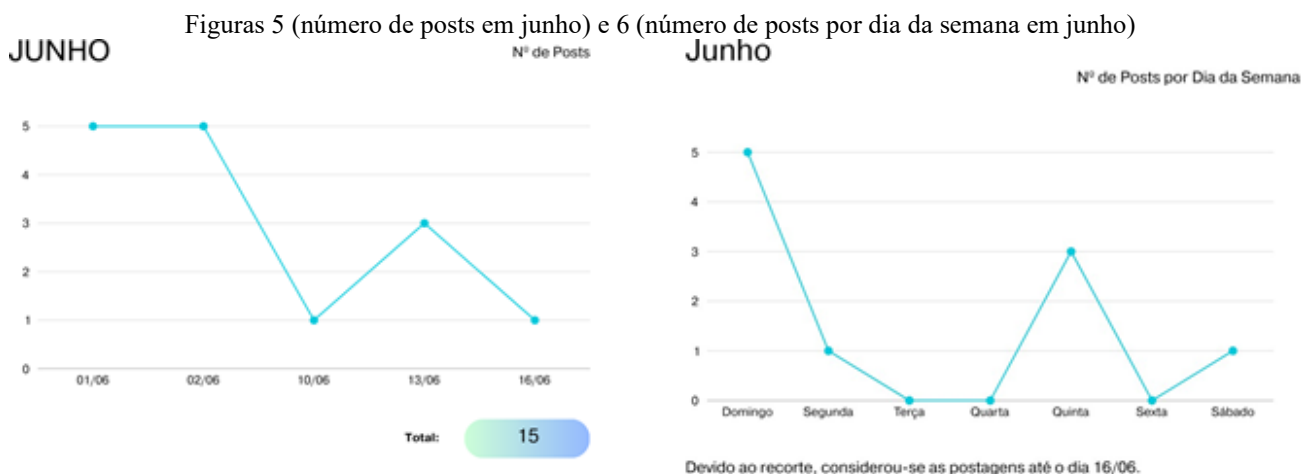 Figuras 5 (número de posts em junho) e 6 (número de posts por dia da semana em junho)
JUNHO
Nº de Posts
5
4
3
2
1
0
01/06 02/06 10/06 13/06 16/06
Total: 15
Junho
Nº de Posts por Dia da Semana
5
4
3
2
1
0
Domingo Segunda Terça Quarta Quinta Sexta Sábado
Devido ao recorte, considerou-se as postagens até o dia 16/06.